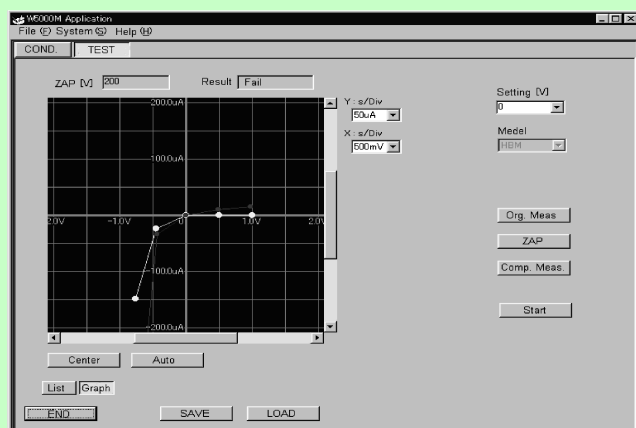 W5000M Application
File (F) System(S) Help (H)
COND. TEST
ZAP [V] 200 Result Fail
Y : s/Div
50uA
X : s/Div
500mV
Setting [V]
0
Medel
HBM
200.0uA
100.0uA
2.0V -1.0V 0 1.0V 2.0
-100.0uA
-200.0uA
Org. Meas
ZAP
Comp. Meas.
Start
Center Auto
List Graph
END SAVE LOAD